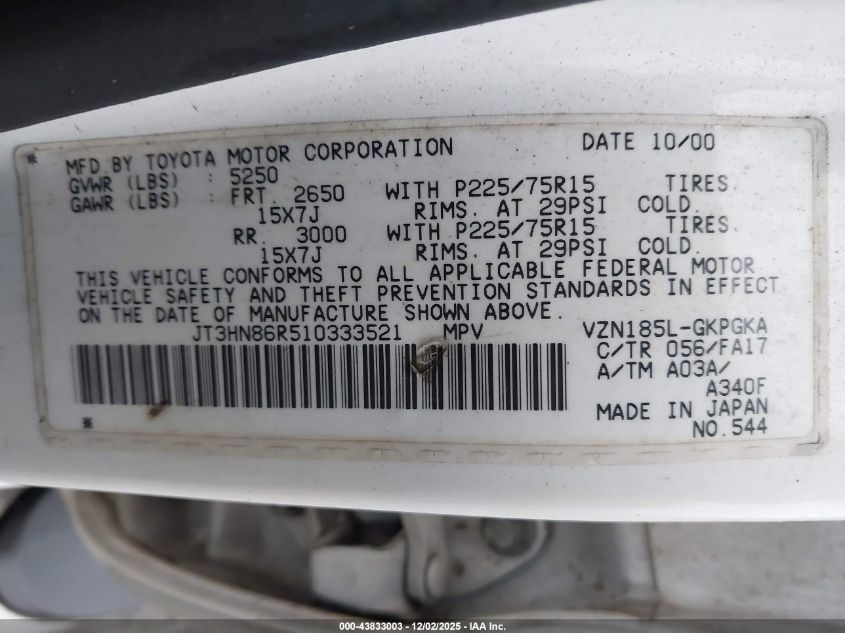 * MFD. BY TOYOTA MOTOR CORPORATION DATE 10/00
GVWR (LBS) : 5250
GAWR (LBS) : FRT. 2650 WITH P225/75R15 TIRES.
15X7J RIMS. AT 29PSI COLD.
RR. 3000 WITH P225/75R15 TIRES.
15X7J RIMS. AT 29PSI COLD.
THIS VEHICLE CONFORMS TO ALL APPLICABLE FEDERAL MOTOR
VEHICLE SAFETY AND THEFT PREVENTION STANDARDS IN EFFECT
ON THE DATE OF MANUFACTURE SHOWN ABOVE.
JT3HN86R510333521 MPV VZN185L-GKPGKA
C/TR 056/FA17
A/TM A03A/
A340F
MADE IN JAPAN
* NO. 544
000-43833003 - 12/02/2025 - IAA Inc.